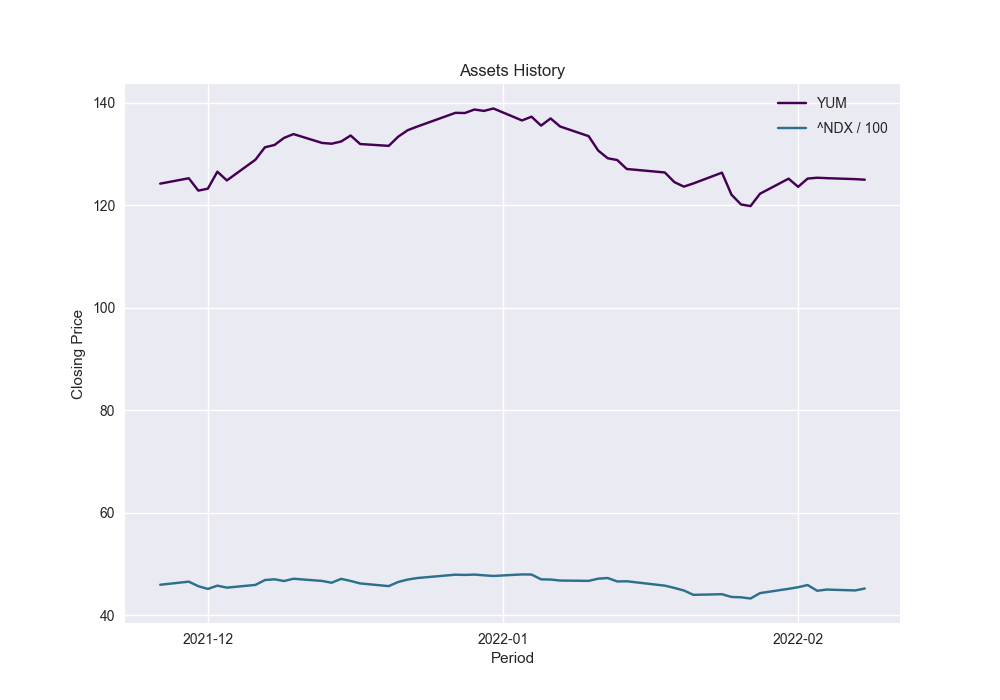 Assets History
YUM
^NDX / 100
140
120
100
80
60
40
Closing Price
2021-12
2022-01
2022-02
Period